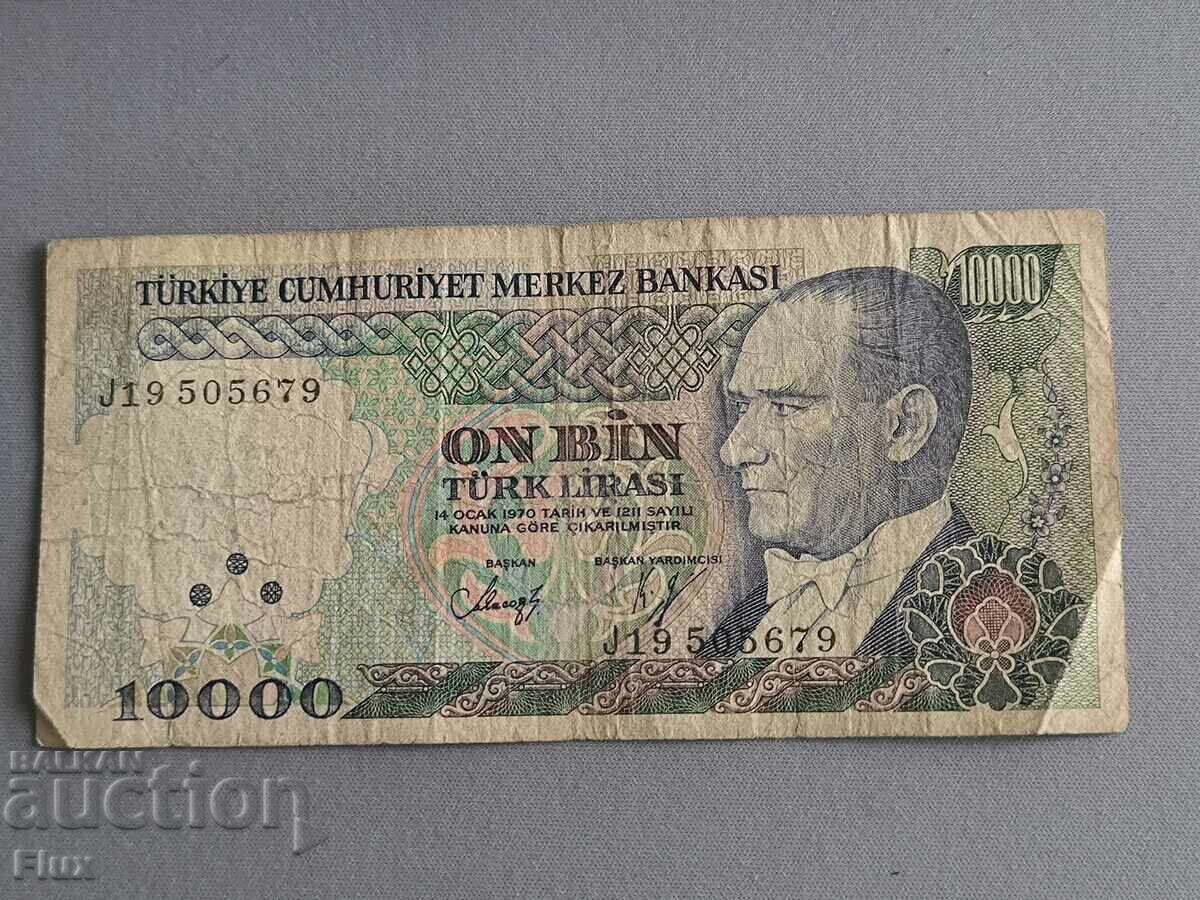 TÜRKİYE CUMHURİYET MERKEZ BANKASI
10000
J19 505679
ON BİN
TÜRK LİRASI
14 OCAK 1970 TARİH VE 1211 SAYILI
KANUNA GÖRE ÇIKARILMIŞTIR
BAŞKAN BAŞKAN YARDIMCISI
J19 505679
10000
BALKAN
auction
Flux